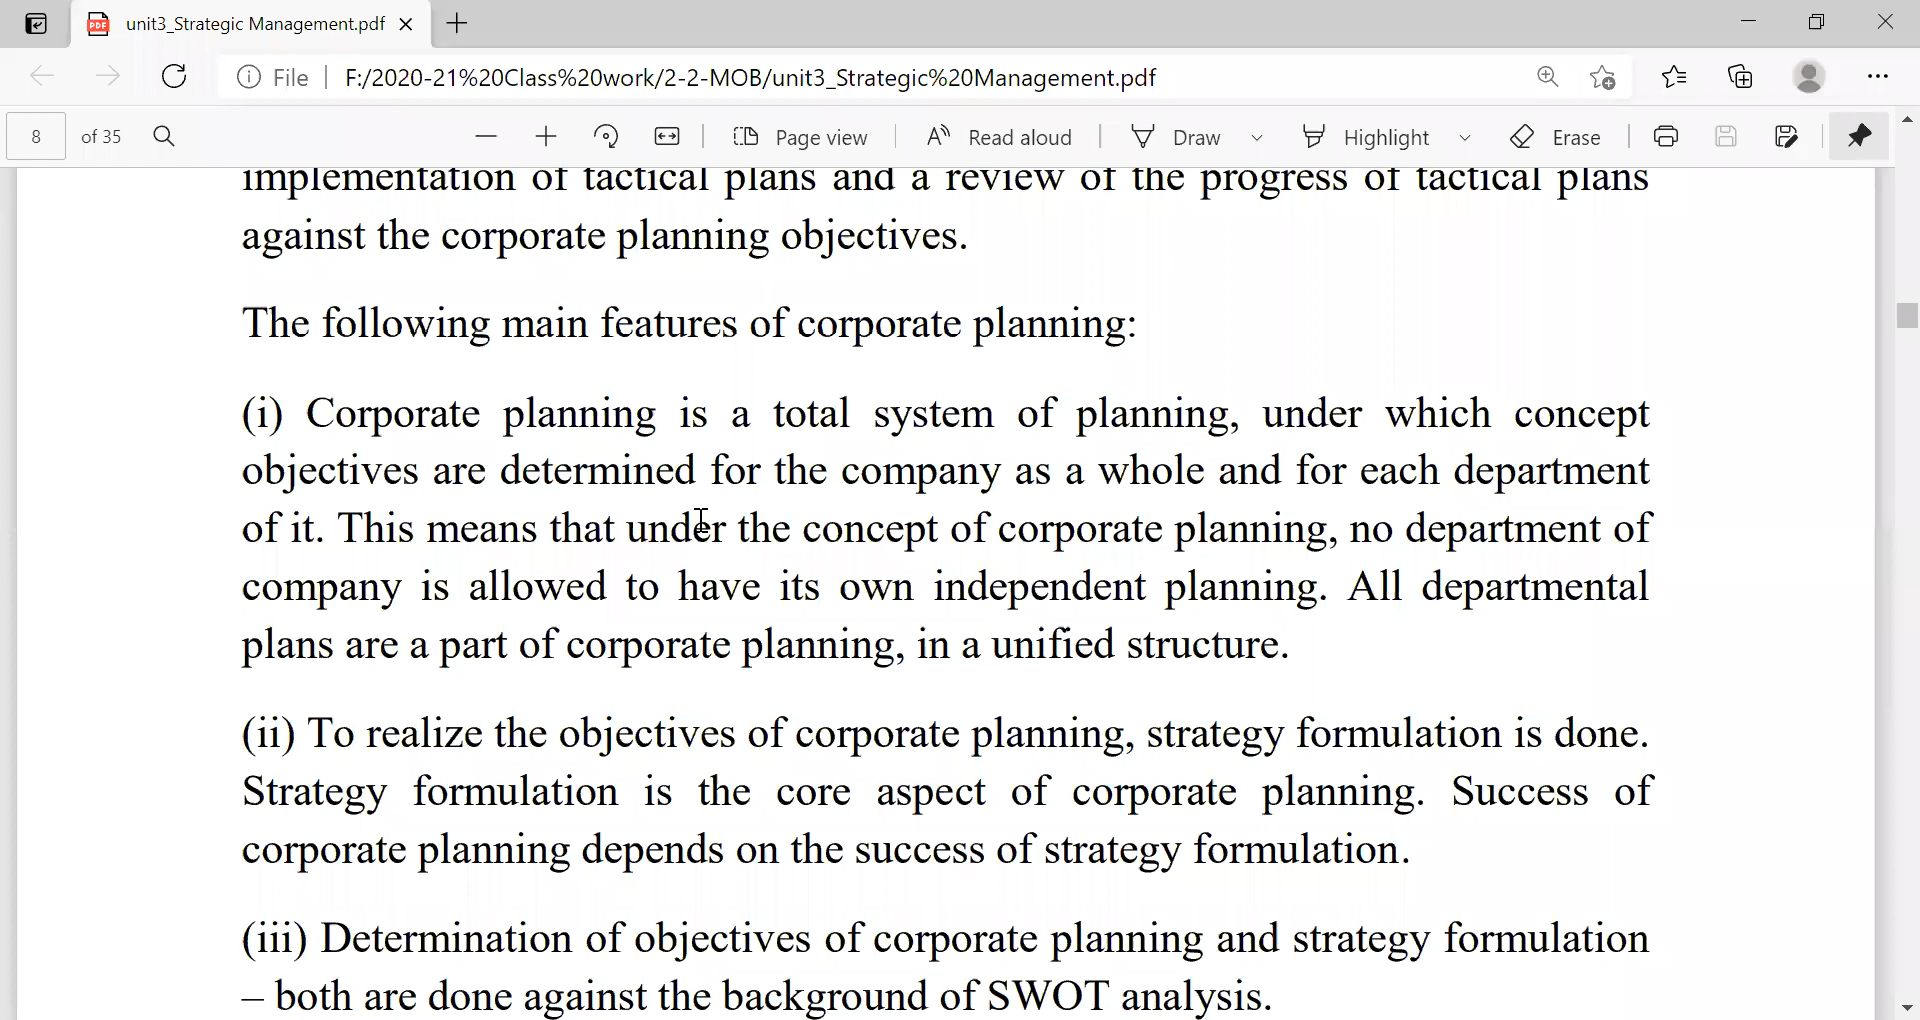 unit3_Strategic Management.pdf
File
F:/2020-21%20Class%20work/2-2-MOB/unit3_Strategic%20Management.pdf
8 of 35
Page view
Read aloud
Draw
Highlight
Erase
implementation of tactical plans and a review of the progress of tactical plans
against the corporate planning objectives.
The following main features of corporate planning:
(i) Corporate planning is a total system of planning, under which concept
objectives are determined for the company as a whole and for each department
of it. This means that under the concept of corporate planning, no department of
company is allowed to have its own independent planning. All departmental
plans are a part of corporate planning, in a unified structure.
(ii) To realize the objectives of corporate planning, strategy formulation is done.
Strategy formulation is the core aspect of corporate planning. Success of
corporate planning depends on the success of strategy formulation.
(iii) Determination of objectives of corporate planning and strategy formulation
– both are done against the background of SWOT analysis.